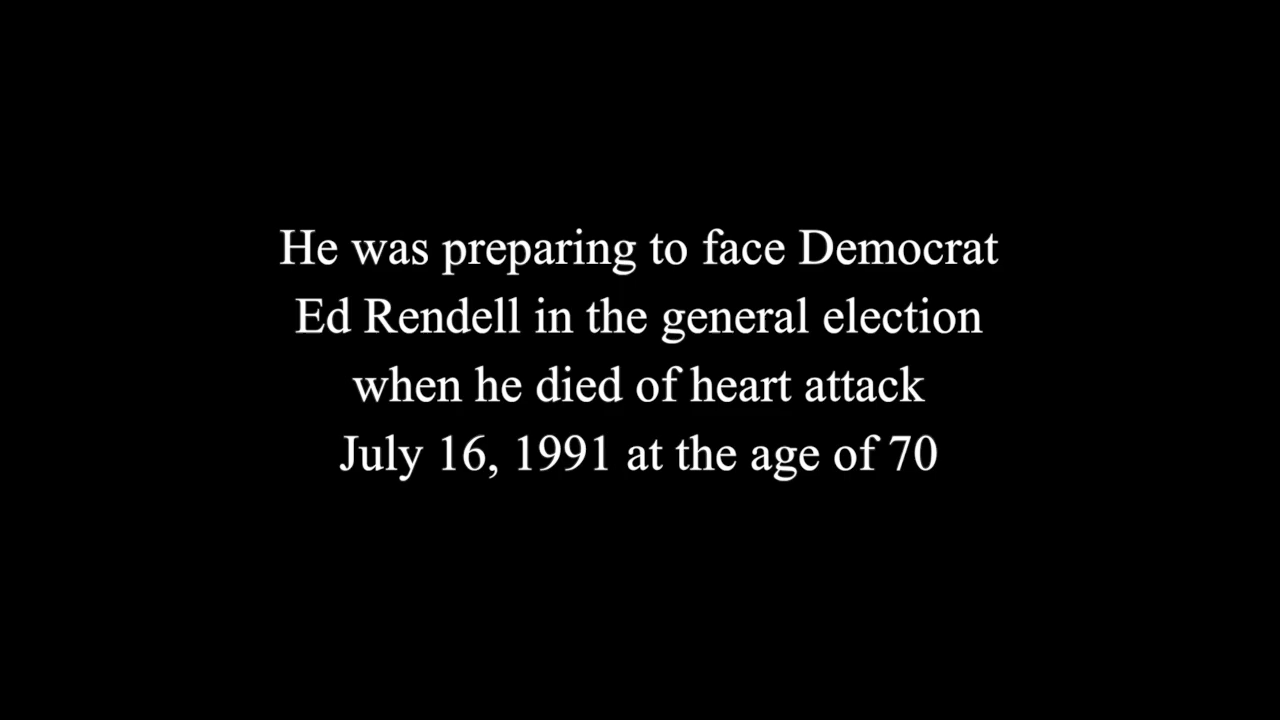 He was preparing to face Democrat
Ed Rendell in the general election
when he died of heart attack
July 16, 1991 at the age of 70